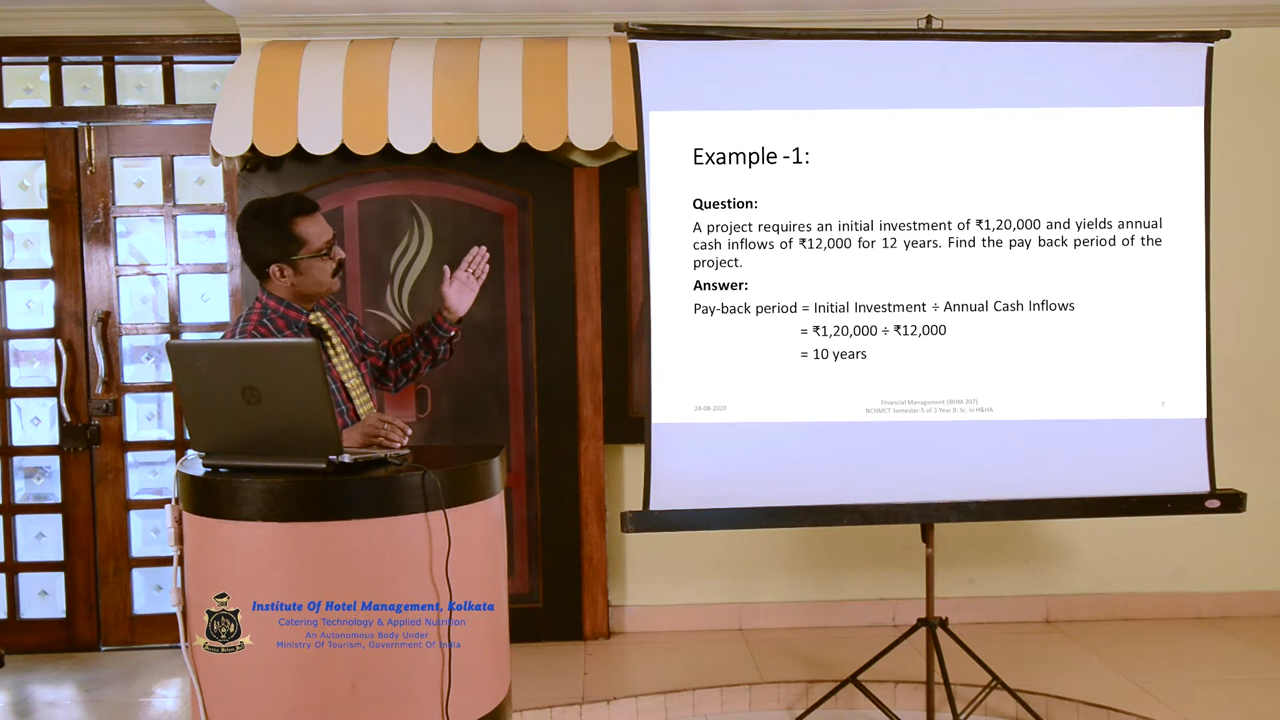 Example -1:
Question:
A project requires an initial investment of ₹1,20,000 and yields annual
cash inflows of ₹12,000 for 12 years. Find the pay back period of the
project.
Answer:
Pay-back period = Initial Investment ÷ Annual Cash Inflows
= ₹1,20,000 ÷ ₹12,000
= 10 years
24-08-2020
Financial Management (BHM-307)
NCHMCT Semester-5 of 3 Year B. Sc. in H&HA
7
Institute Of Hotel Management, Kolkata
Catering Technology & Applied Nutrition
An Autonomous Body Under
Ministry Of Tourism, Government Of India